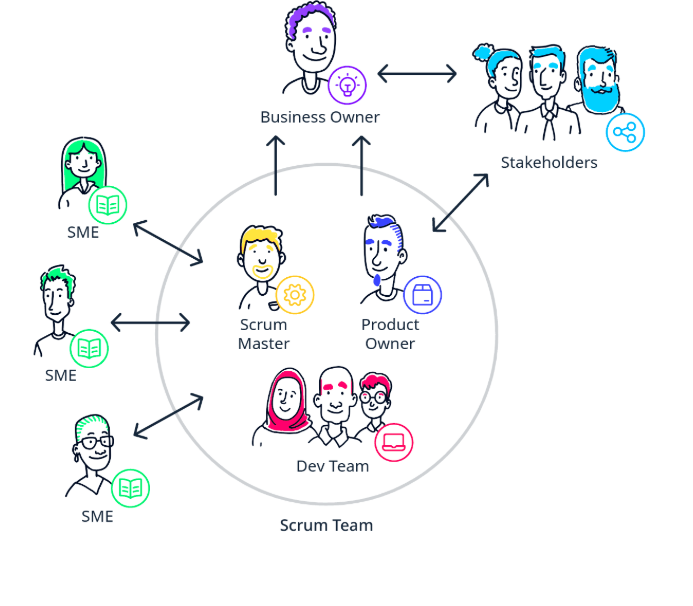 Business Owner
Stakeholders
SME
Scrum
Master
Product
Owner
SME
Dev Team
SME
Scrum Team